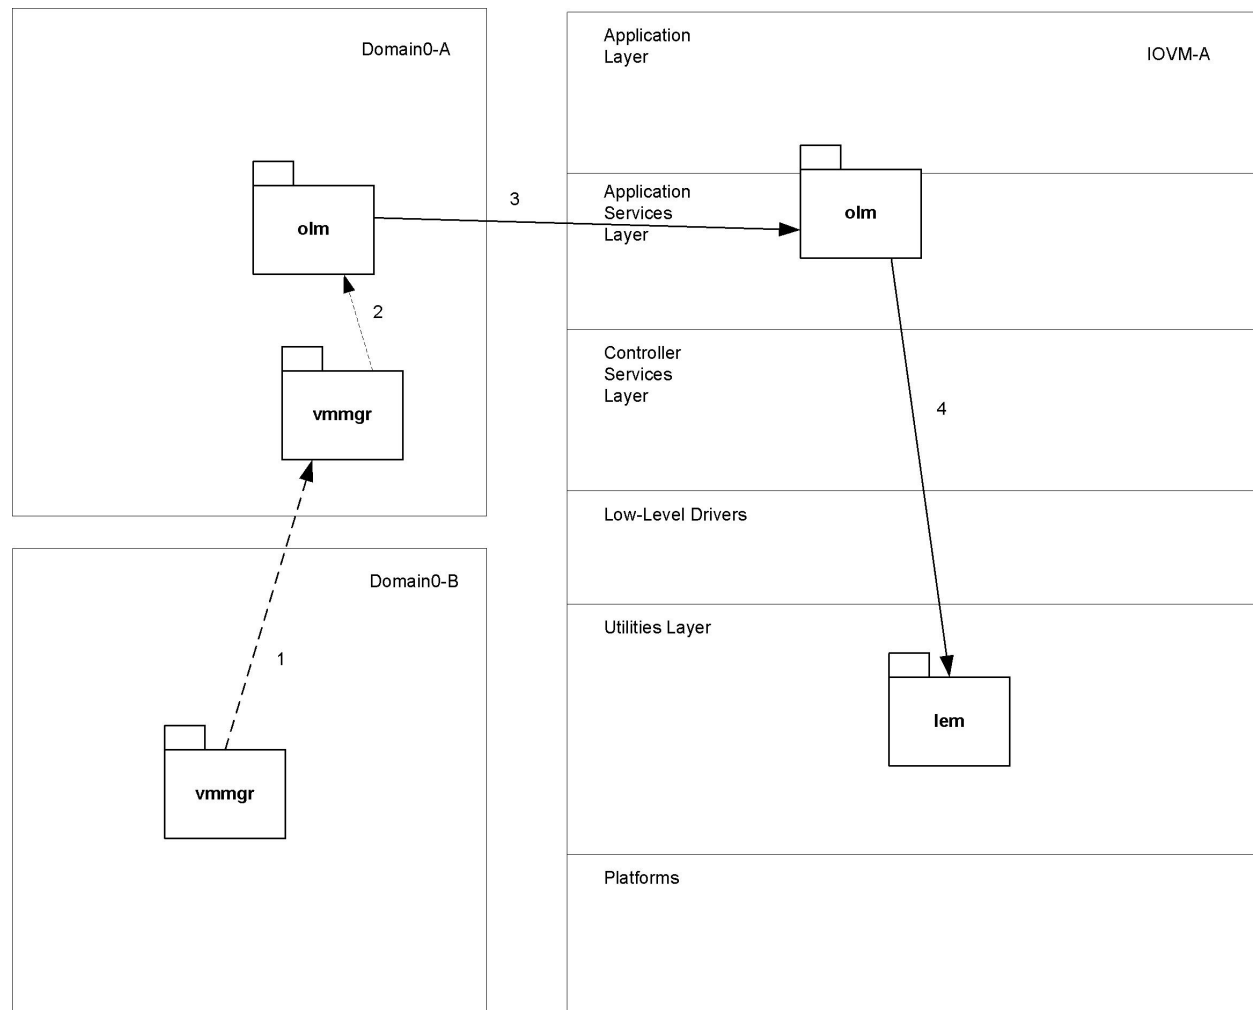 Domain0-A
olm
2
vmmgr
Domain0-B
1
vmmgr
3
Application
Layer
IOVM-A
Application
Services
Layer
olm
Controller
Services
Layer
4
Low-Level Drivers
Utilities Layer
lem
Platforms